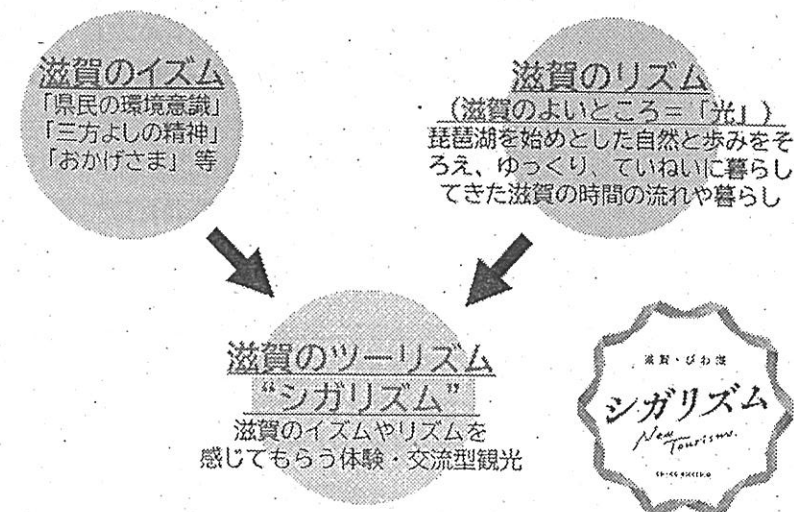 滋賀のイズム
「県民の環境意識」
「三方よしの精神」
「おかげさま」等
滋賀のリズム
(滋賀のよいところ=「光」)
琵琶湖を始めとした自然と歩みをそ
ろえ、ゆっくり、ていねいに暮らし
てきた滋賀の時間の流れや暮らし
滋賀のツーリズム
“シガリズム”
滋賀のイズムやリズムを
感じてもらう体験・交流型観光
滋賀・びわ湖
シガリズム
New
Tourism.